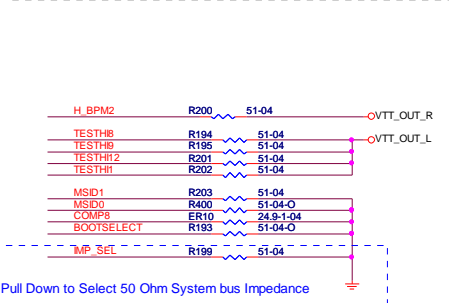 H_BPM2 R200 51-04 VTT_OUT_R
TESTHI8 R194 51-04 VTT_OUT_L
TESTHI9 R195 51-04
TESTHI12 R201 51-04
TESTHI1 R202 51-04
MSID1 R203 51-04
MSID0 R400 51-04-O
COMP8 ER10 24.9-1-04
BOOTSELECT R193 51-04-O
IMP_SEL R199 51-04
Pull Down to Select 50 Ohm System bus Impedance